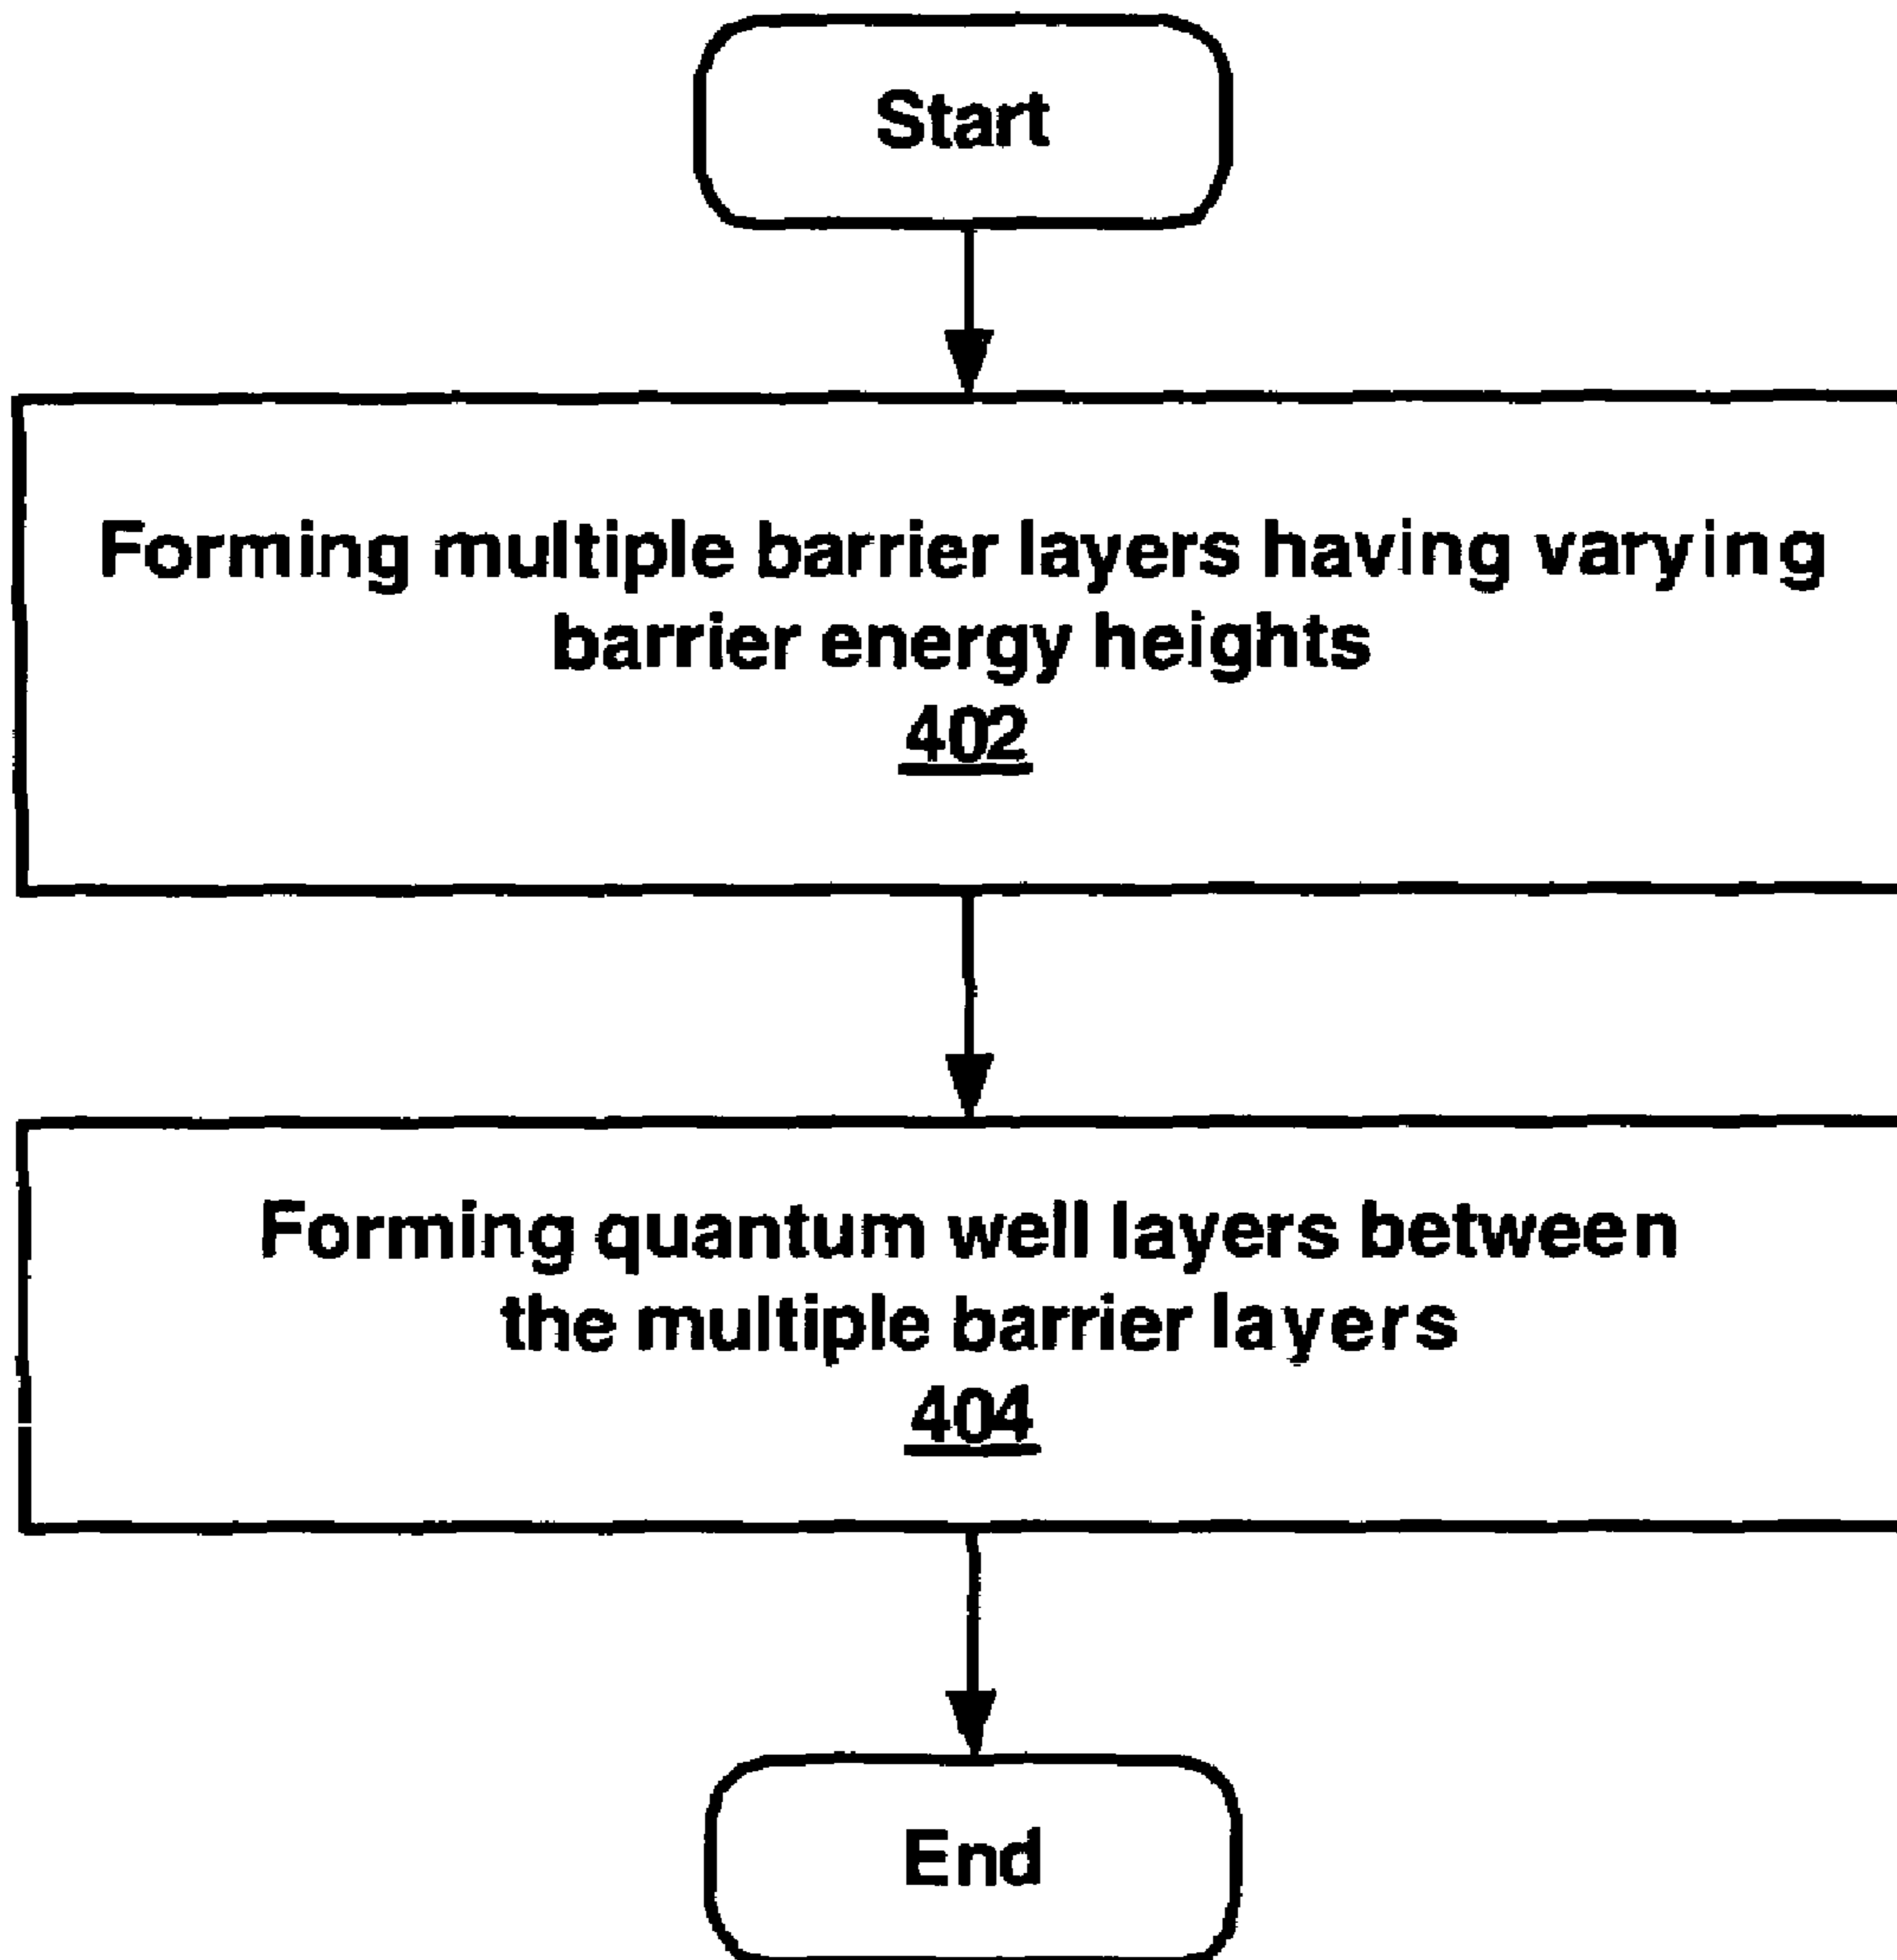 Start
Forming multiple barrier layers having varying
barrier energy heights
402
Forming quantum well layers between
the multiple barrier layers
404
End